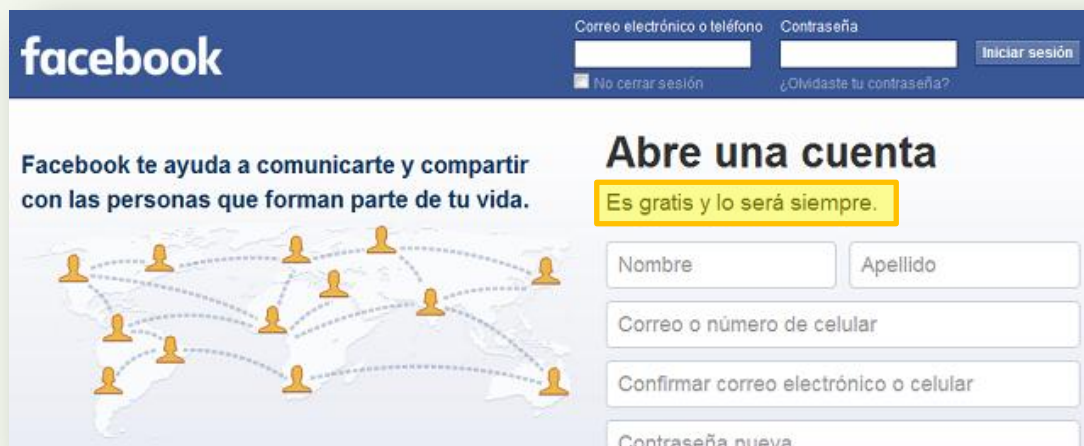 facebook
Correo electrónico o teléfono
Contraseña
Iniciar sesión
No cerrar sesión
¿Olvidaste tu contraseña?
Facebook te ayuda a comunicarte y compartir
con las personas que forman parte de tu vida.
Abre una cuenta
Es gratis y lo será siempre.
Nombre
Apellido
Correo o número de celular
Confirmar correo electrónico o celular
Contraseña nueva